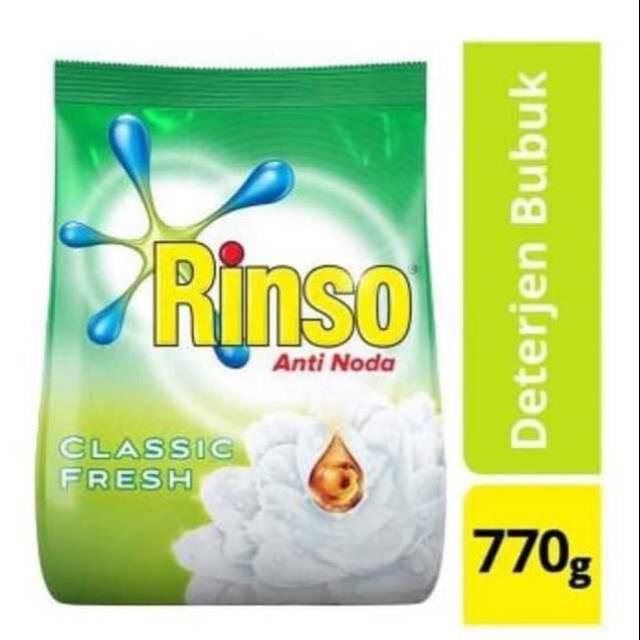 Rinso®
Anti Noda
CLASSIC
FRESH
Deterjen Bubuk
770g